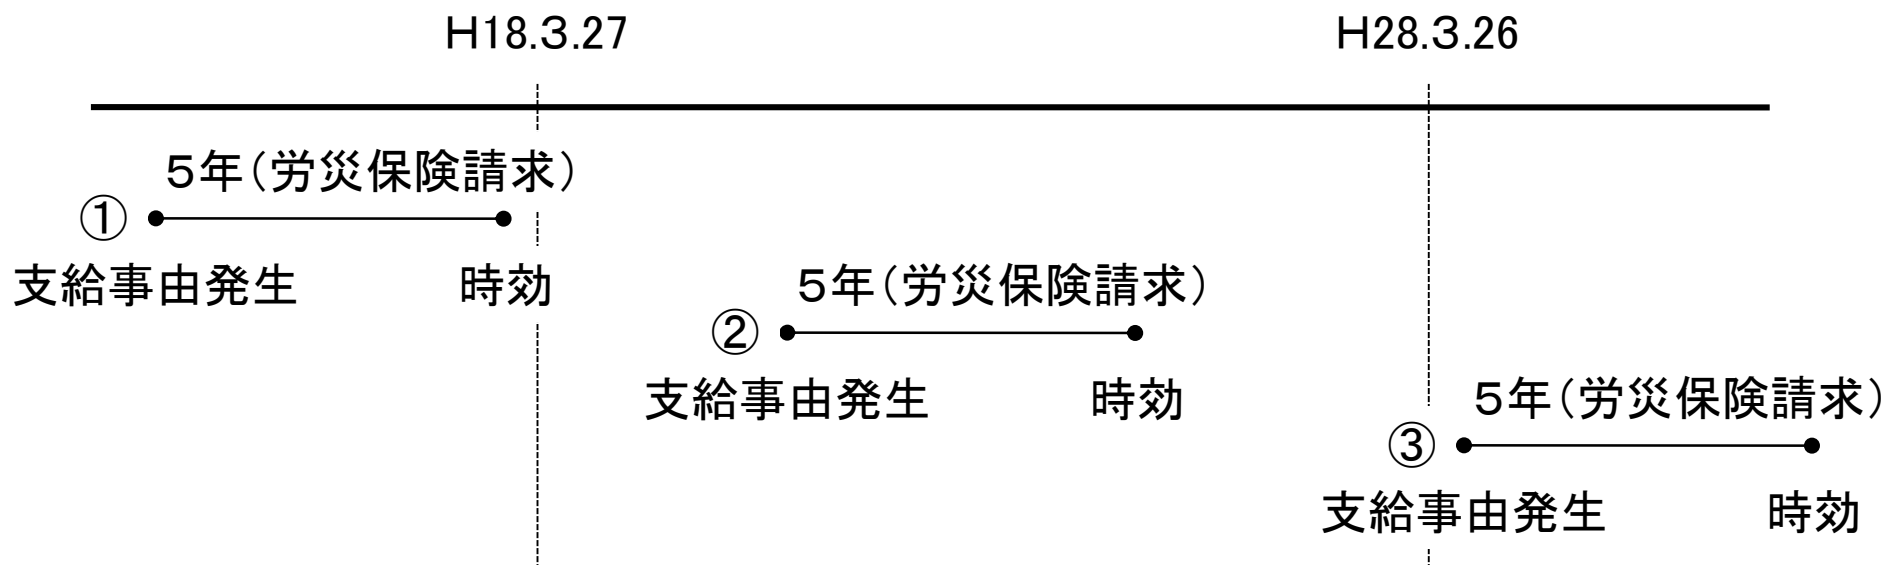 H18.3.27
H28.3.26
5年(労災保険請求)
①
支給事由発生
時効
5年(労災保険請求)
②
支給事由発生
時効
5年(労災保険請求)
③
支給事由発生
時効